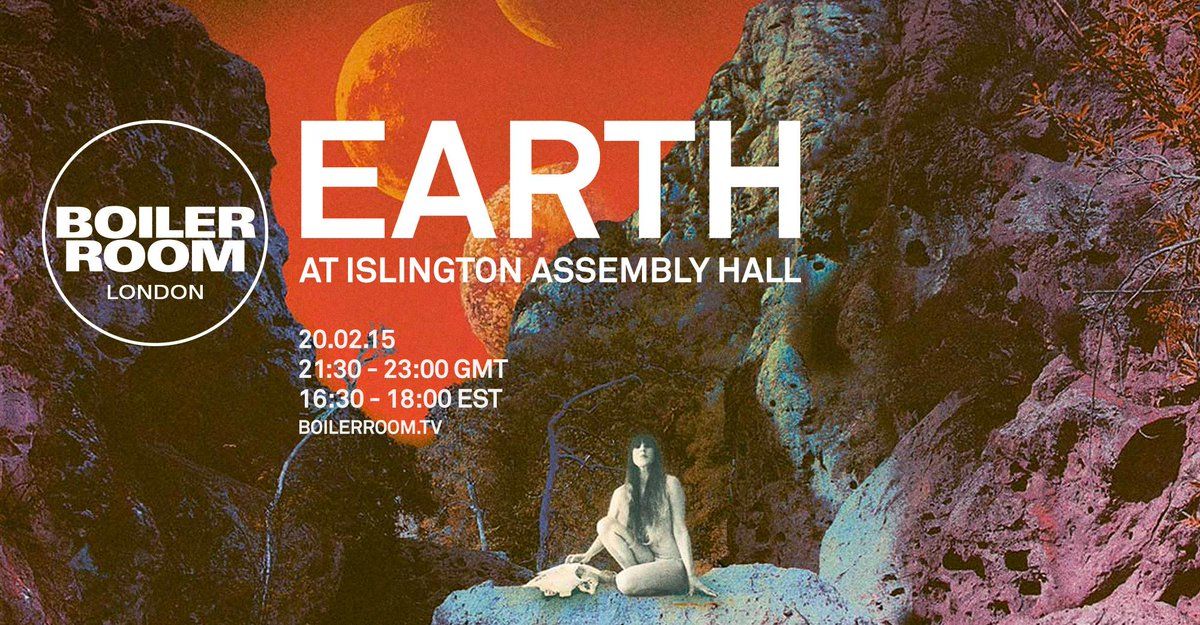 BOILER
ROOM
LONDON
EARTH
AT ISLINGTON ASSEMBLY HALL
20.02.15
21:30 - 23:00 GMT
16:30 - 18:00 EST
BOILERROOM.TV